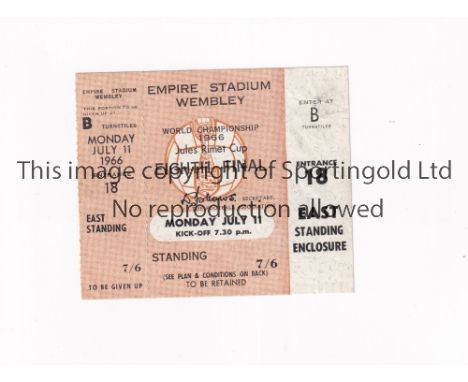 EMPIRE STADIUM
WEMBLEY
THIS PORTION TO BE
GIVEN UP AT
B TURNSTILES
MONDAY
JULY 11
1966
ENTRANCE
18
EAST
STANDING
7/6
TO BE GIVEN UP
EMPIRE STADIUM
WEMBLEY
WORLD CHAMPIONSHIP
1966
Jules Rimet Cup
EIGHTH FINAL
MONDAY JULY 11
KICK-OFF 7.30 p.m.
STANDING
7/6
(SEE PLAN & CONDITIONS ON BACK)
TO BE RETAINED
ENTER AT
B
TURNSTILES
ENTRANCE
18
EAST
STANDING
ENCLOSURE
This image copyright of Sportingold Ltd
No reproduction allowed